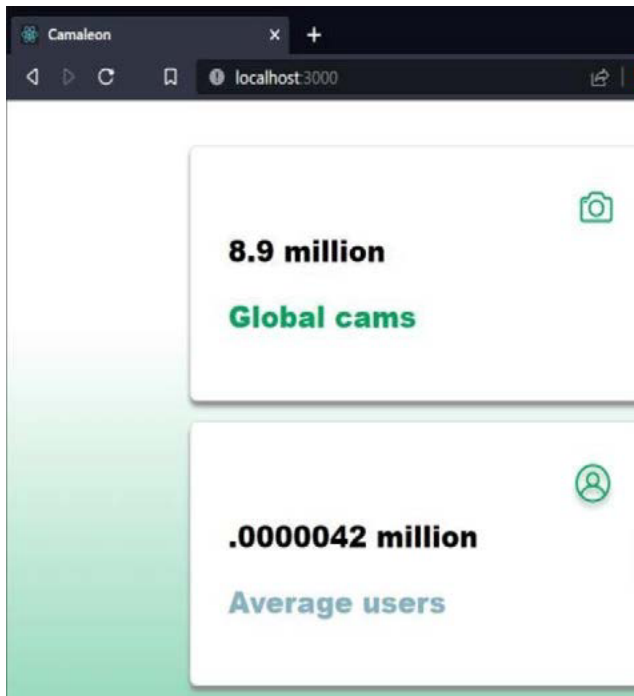 Camaleon
localhost:3000
8.9 million
Global cams
.0000042 million
Average users